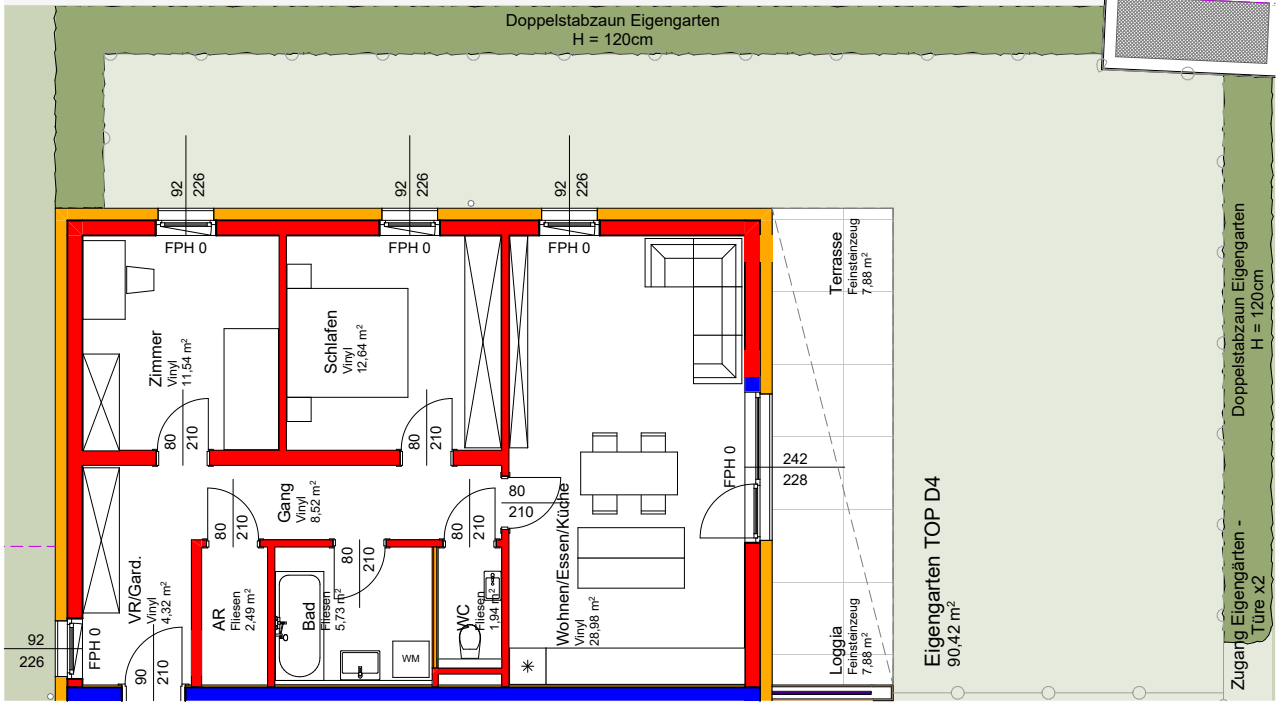 Doppelstabzaun Eigengarten
H = 120cm
92
226
92
226
92
226
FPH 0
FPH 0
FPH 0
Zimmer
Vinyl
11,54 m²
Schlafen
Vinyl
12,64 m²
Terrasse
Feinsteinzeug
7,88 m²
Doppelstabzaun Eigengarten
H = 120cm
80
210
80
210
FPH 0
242
228
Gang
Vinyl
8,52 m²
80
210
80
210
80
210
80
210
Wohnen/Essen/Küche
Vinyl
28,98 m²
VR/Gard.
Vinyl
4,32 m²
AR
Fliesen
2,49 m²
Bad
Fliesen
5,73 m²
WC
Fliesen
1,94 m²
WM
Loggia
Feinsteinzeug
7,88 m²
Eigengarten TOP D4
90,42 m²
Zugang Eigengärten -
Türe x2
92
226
FPH 0
90
210